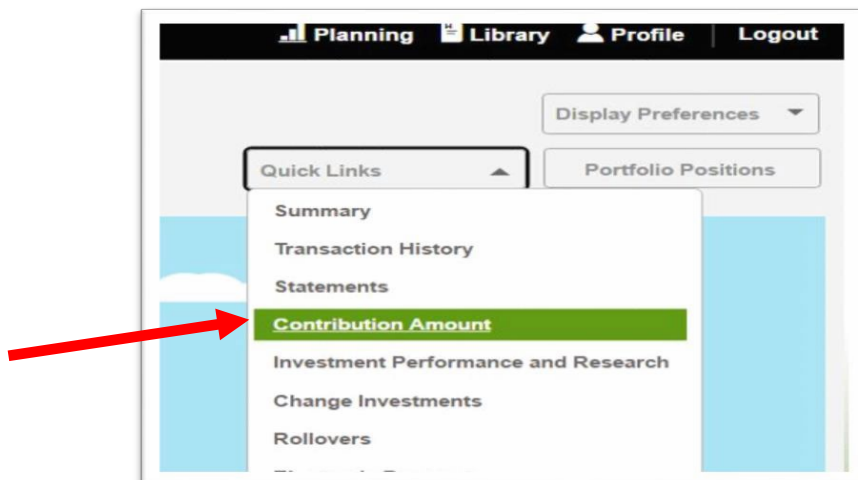 Planning Library Profile Logout
Display Preferences
Quick Links Portfolio Positions
Summary
Transaction History
Statements
Contribution Amount
Investment Performance and Research
Change Investments
Rollovers